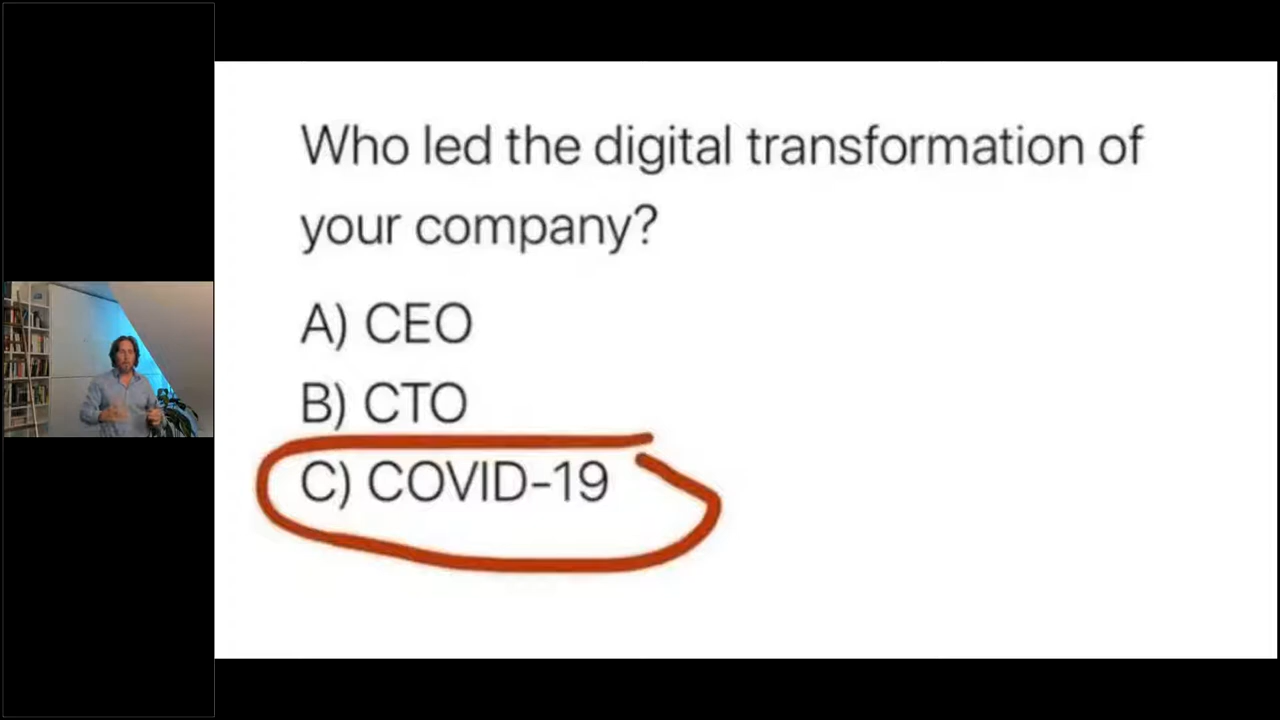 Who led the digital transformation of
your company?
A) CEO
B) CTO
C) COVID-19